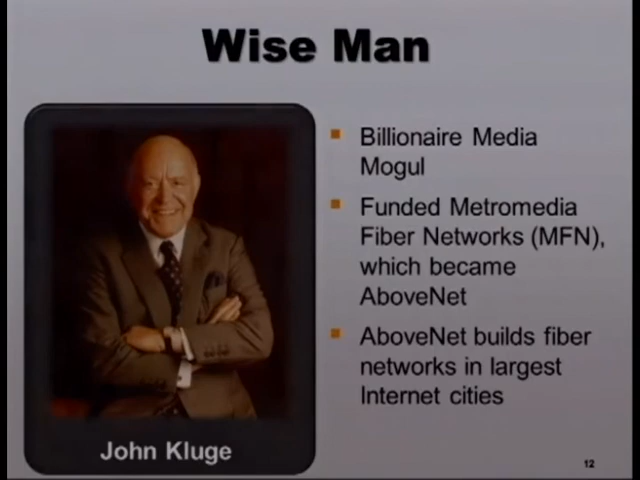 Wise Man
Billionaire Media
Mogul
Funded Metromedia
Fiber Networks (MFN),
which became
AboveNet
AboveNet builds fiber
networks in largest
Internet cities
John Kluge
12